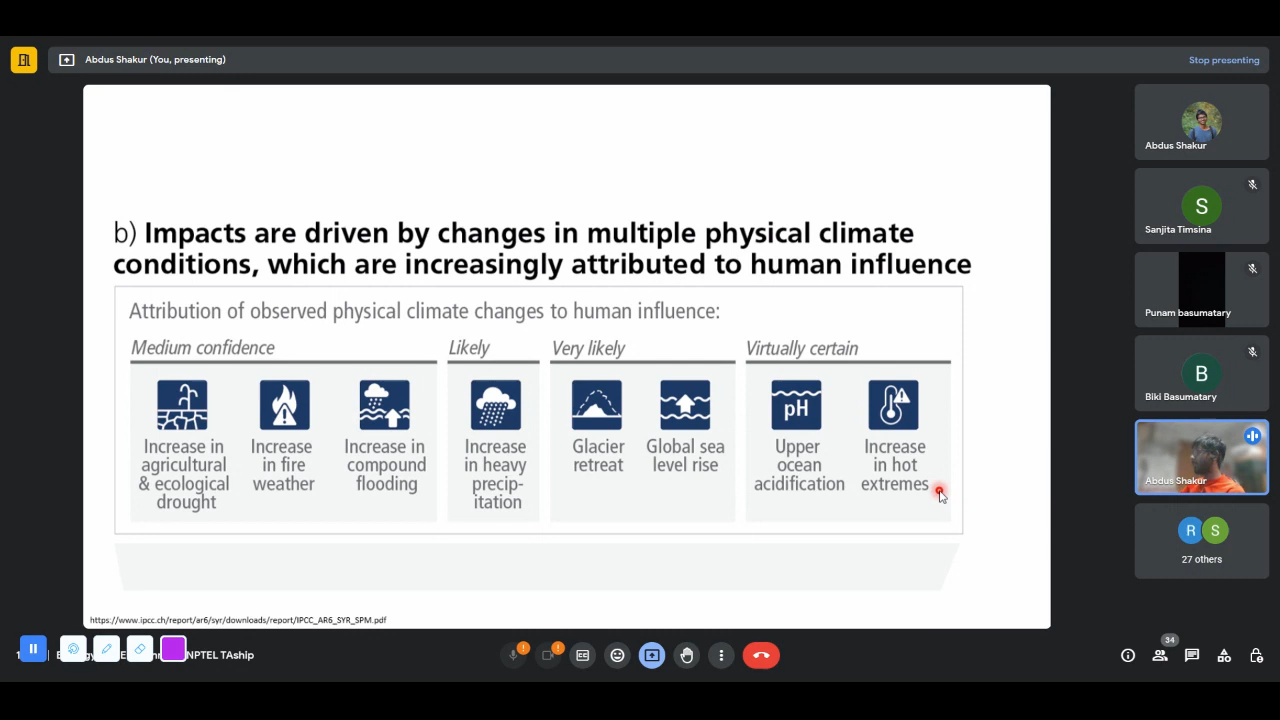 Abdus Shakur (You, presenting)
Stop presenting
b) Impacts are driven by changes in multiple physical climate
conditions, which are increasingly attributed to human influence
Attribution of observed physical climate changes to human influence:
Medium confidence
Increase in
agricultural
& ecological
drought
Increase
in fire
weather
Increase in
compound
flooding
Likely
Increase
in heavy
precip-
itation
Very likely
Glacier
retreat
Global sea
level rise
Virtually certain
pH
Upper
ocean
acidification
Increase
in hot
extremes
https://www.ipcc.ch/report/ar6/syr/downloads/report/IPCC_AR6_SYR_SPM.pdf
Abdus Shakur
S
Sanjita Timsina
Punam basumatary
B
Biki Basumatary
Abdus Shakur
R S
27 others
NPTEL TAship
! !
34